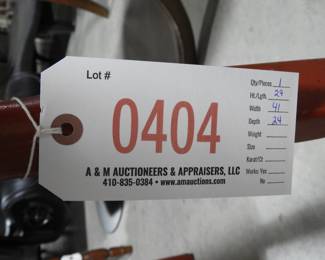 Lot #
0404
A & M AUCTIONEERS & APPRAISERS, LLC
410-835-0384 • www.amauctions.com
Qty/Pieces 1
Ht./Lgth. 29
Width 41
Depth 24
Weight
Size
Karat/Ct
Works: Yes
No